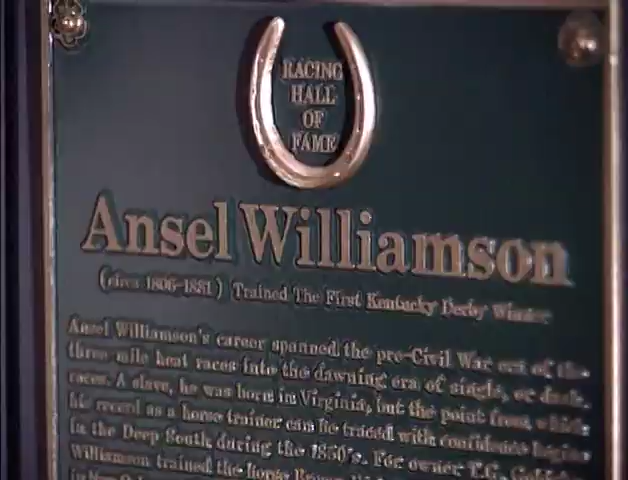 RACING
HALL
OF
FAME
Ansel Williamson
(circa 1806-1881) Trained The First Kentucky Derby Winner
Ansel Williamson's career spanned the pre-Civil War era of the
three mile heat races into the dawning era of single, or dash,
races. A slave, he was born in Virginia, but the point from which
his record as a horse trainer can be traced with confidence begins
in the Deep South during the 1850's. For owner T.G.
Williamson trained the horse